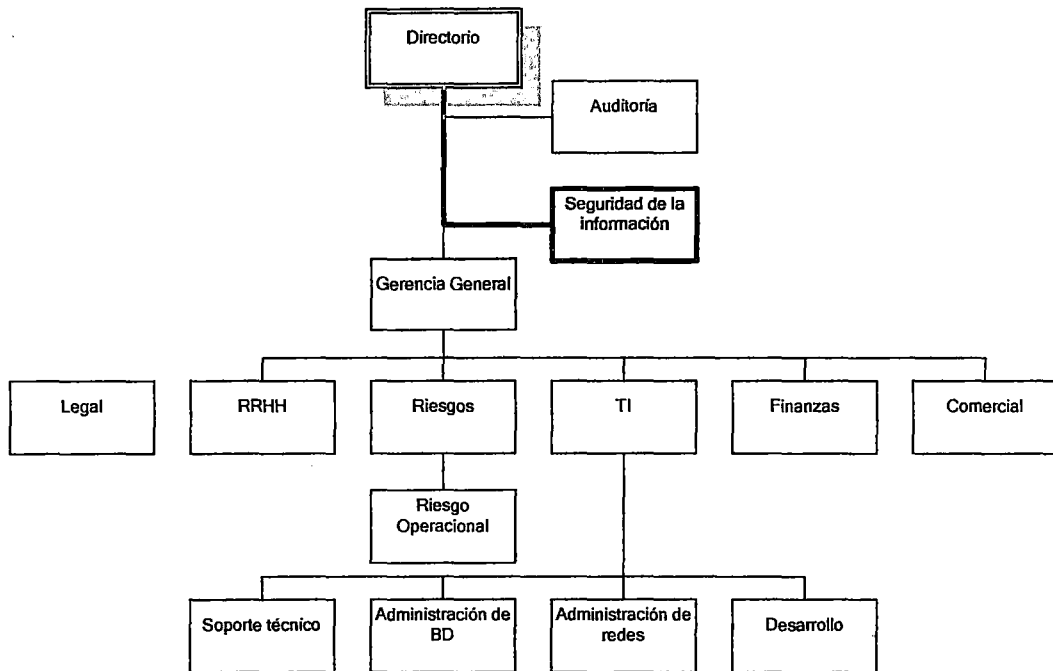 Directorio
Auditoría
Seguridad de la
información
Gerencia General
Legal
RRHH
Riesgos
TI
Finanzas
Comercial
Riesgo
Operacional
Soporte técnico
Administración de
BD
Administración de
redes
Desarrollo